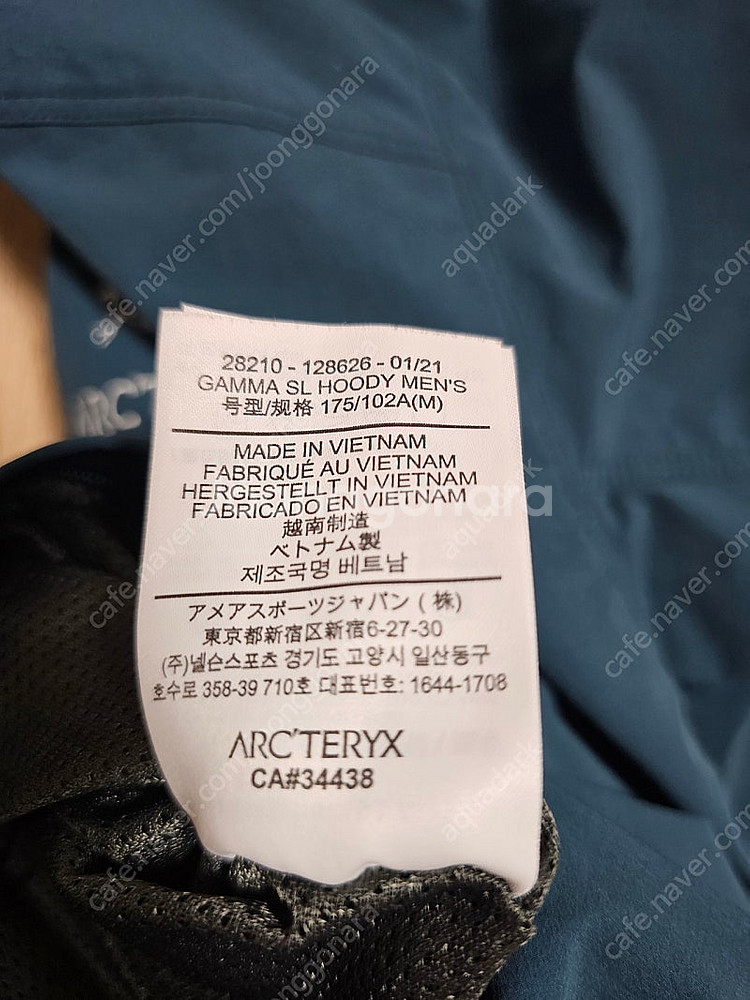 28210 - 128626 - 01/21
GAMMA SL HOODY MEN'S
号型/规格 175/102A(M)
MADE IN VIETNAM
FABRIQUÉ AU VIETNAM
HERGESTELLT IN VIETNAM
FABRICADO EN VIETNAM
越南制造
ベトナム製
제조국명 베트남
アメアスポーツジャパン ( 株)
東京都新宿区新宿6-27-30
(주)넬슨스포츠 경기도 고양시 일산동구
호수로 358-39 710호 대표번호: 1644-1708
ARC'TERYX
CA#34438
ARC'
cafe.naver.com/joonggonara
aquadark
cafe.naver.com
joonggonara